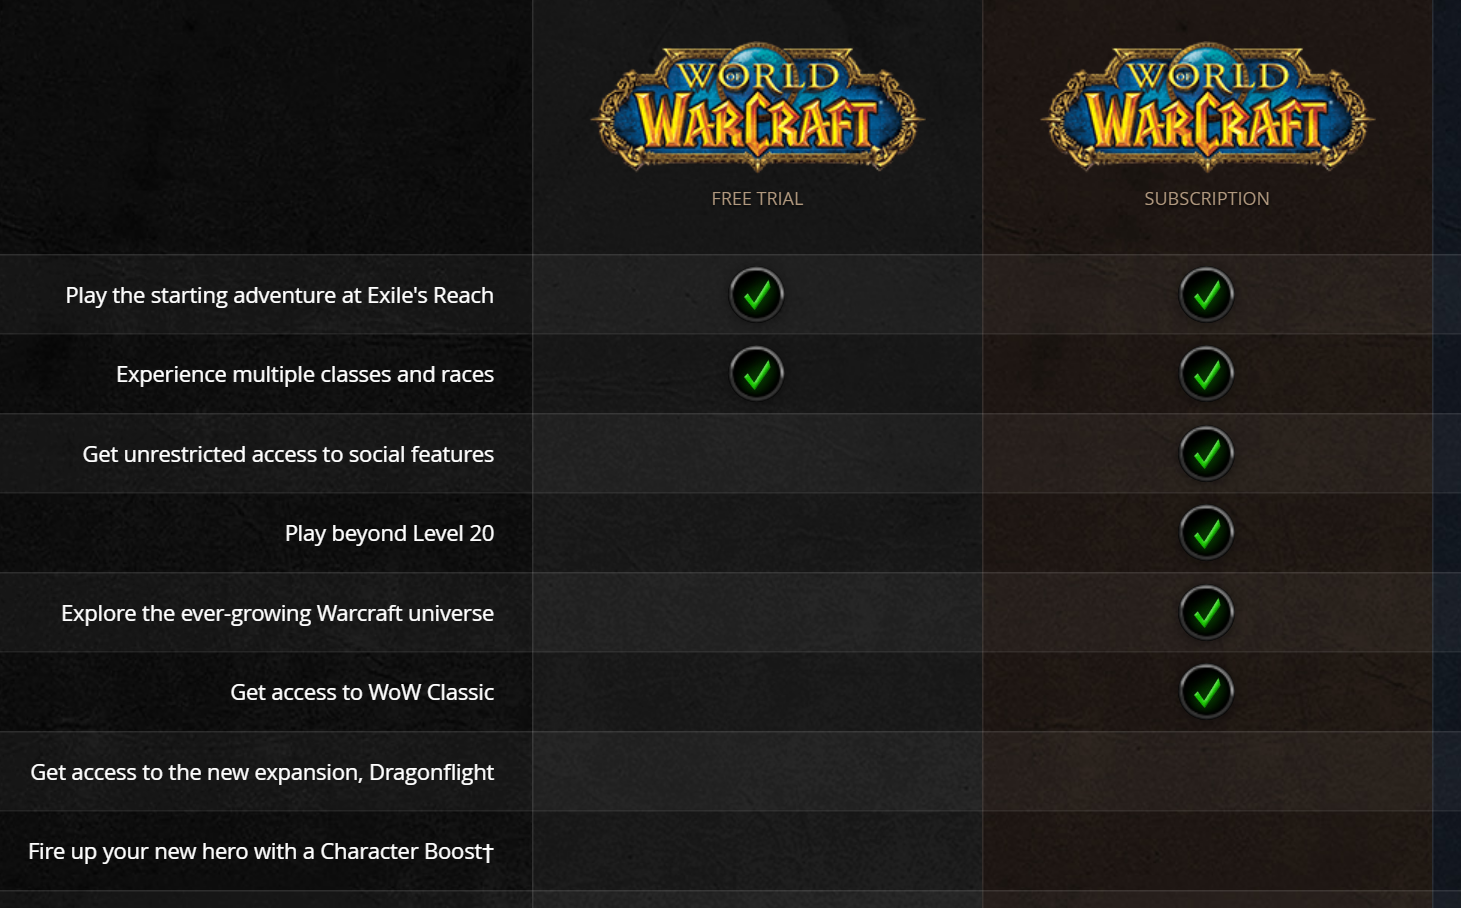 WORLD OF WARCRAFT
WORLD OF WARCRAFT
FREE TRIAL
SUBSCRIPTION
Play the starting adventure at Exile's Reach
Experience multiple classes and races
Get unrestricted access to social features
Play beyond Level 20
Explore the ever-growing Warcraft universe
Get access to WoW Classic
Get access to the new expansion, Dragonflight
Fire up your new hero with a Character Boost†